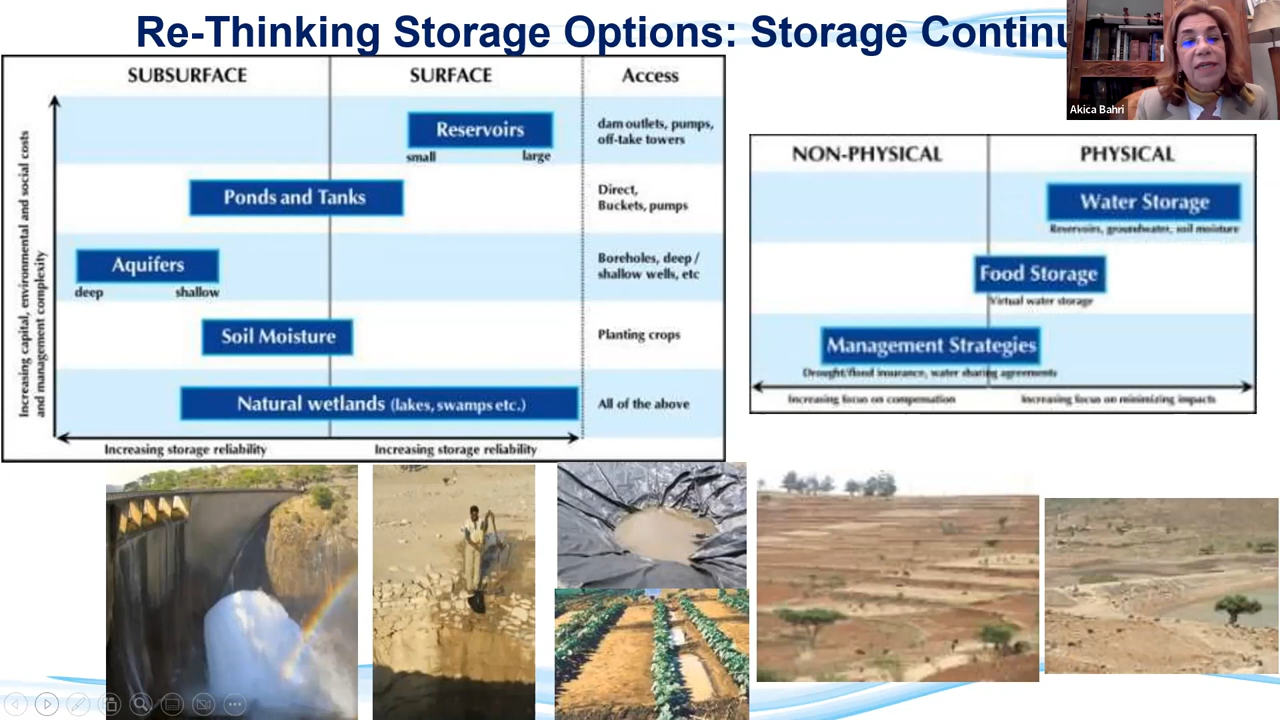 Re-Thinking Storage Options: Storage Continu
Akica Bahri
SUBSURFACE
SURFACE
Access
Increasing capital, environmental and social costs
and management complexity
Reservoirs
small
large
dam outlets, pumps,
off-take towers
Ponds and Tanks
Direct,
Buckets, pumps
Aquifers
deep
shallow
Boreholes, deep /
shallow wells, etc
Soil Moisture
Planting crops
Natural wetlands (lakes, swamps etc.)
All of the above
Increasing storage reliability
Increasing storage reliability
NON-PHYSICAL
PHYSICAL
Water Storage
Reservoirs, groundwater, soil moisture
Food Storage
Virtual water storage
Management Strategies
Drought/flood insurance, water sharing agreements
Increasing focus on compensation
Increasing focus on minimizing impacts